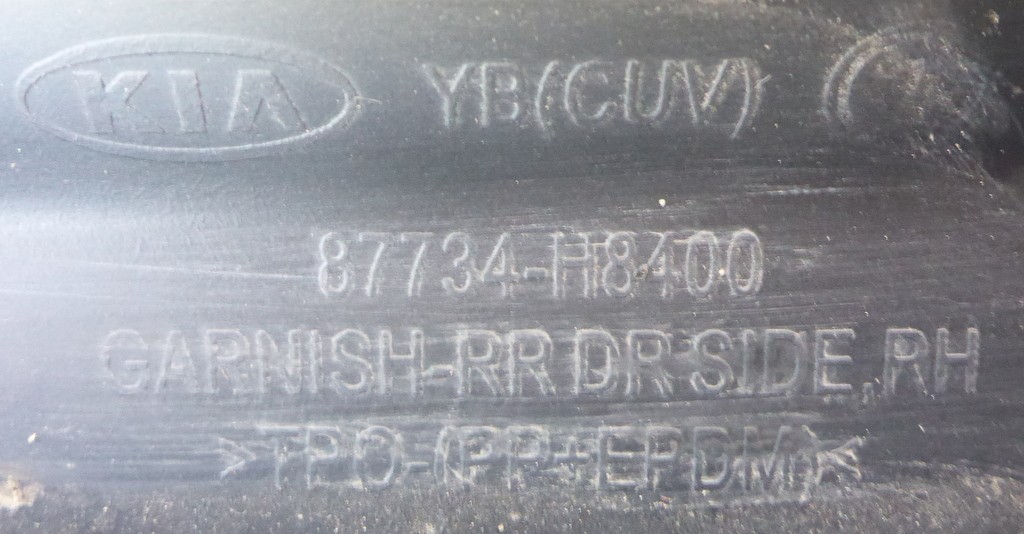 KIA YB(CUV)
87734-H8400
GARNISH-RR DR SIDE,RH
>TPO-(PP+EPDM)<